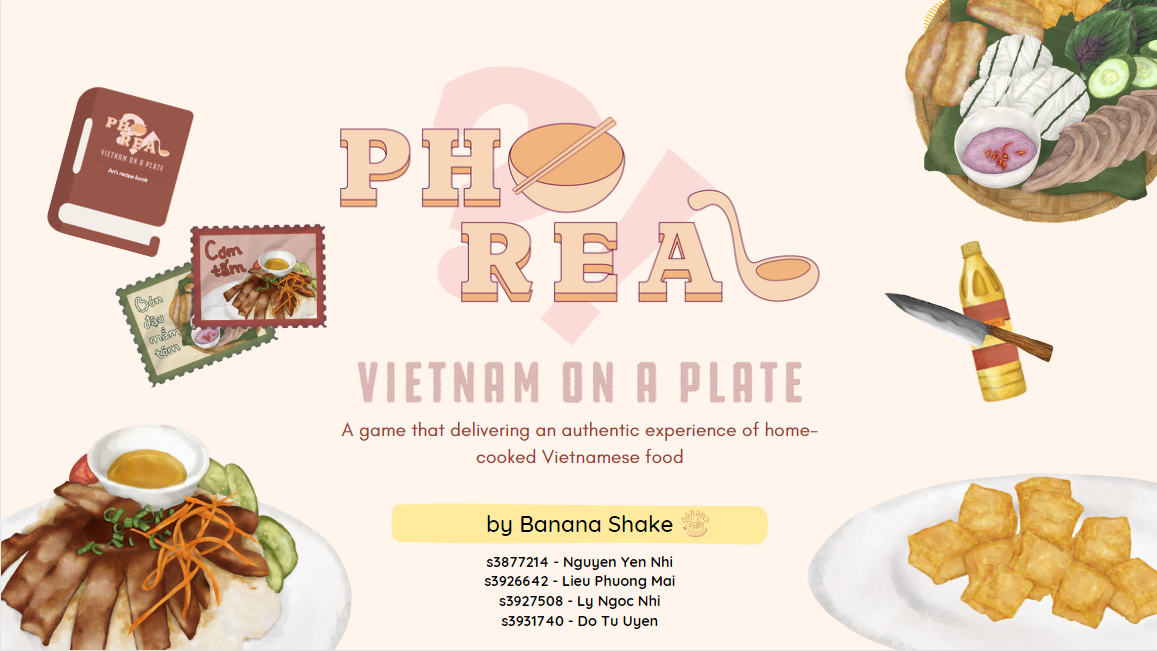 PHO
REAL
VIETNAM ON A PLATE
A game that delivering an authentic experience of home-
cooked Vietnamese food
by Banana Shake
s3877214 - Nguyen Yen Nhi
s3926642 - Lieu Phuong Mai
s3927508 - Ly Ngoc Nhi
s3931740 - Do Tu Uyen
PHO
REAL
VIETNAM ON A PLATE
An's recipe book
Cơm
tấm
Bún
đậu
mắm
tôm